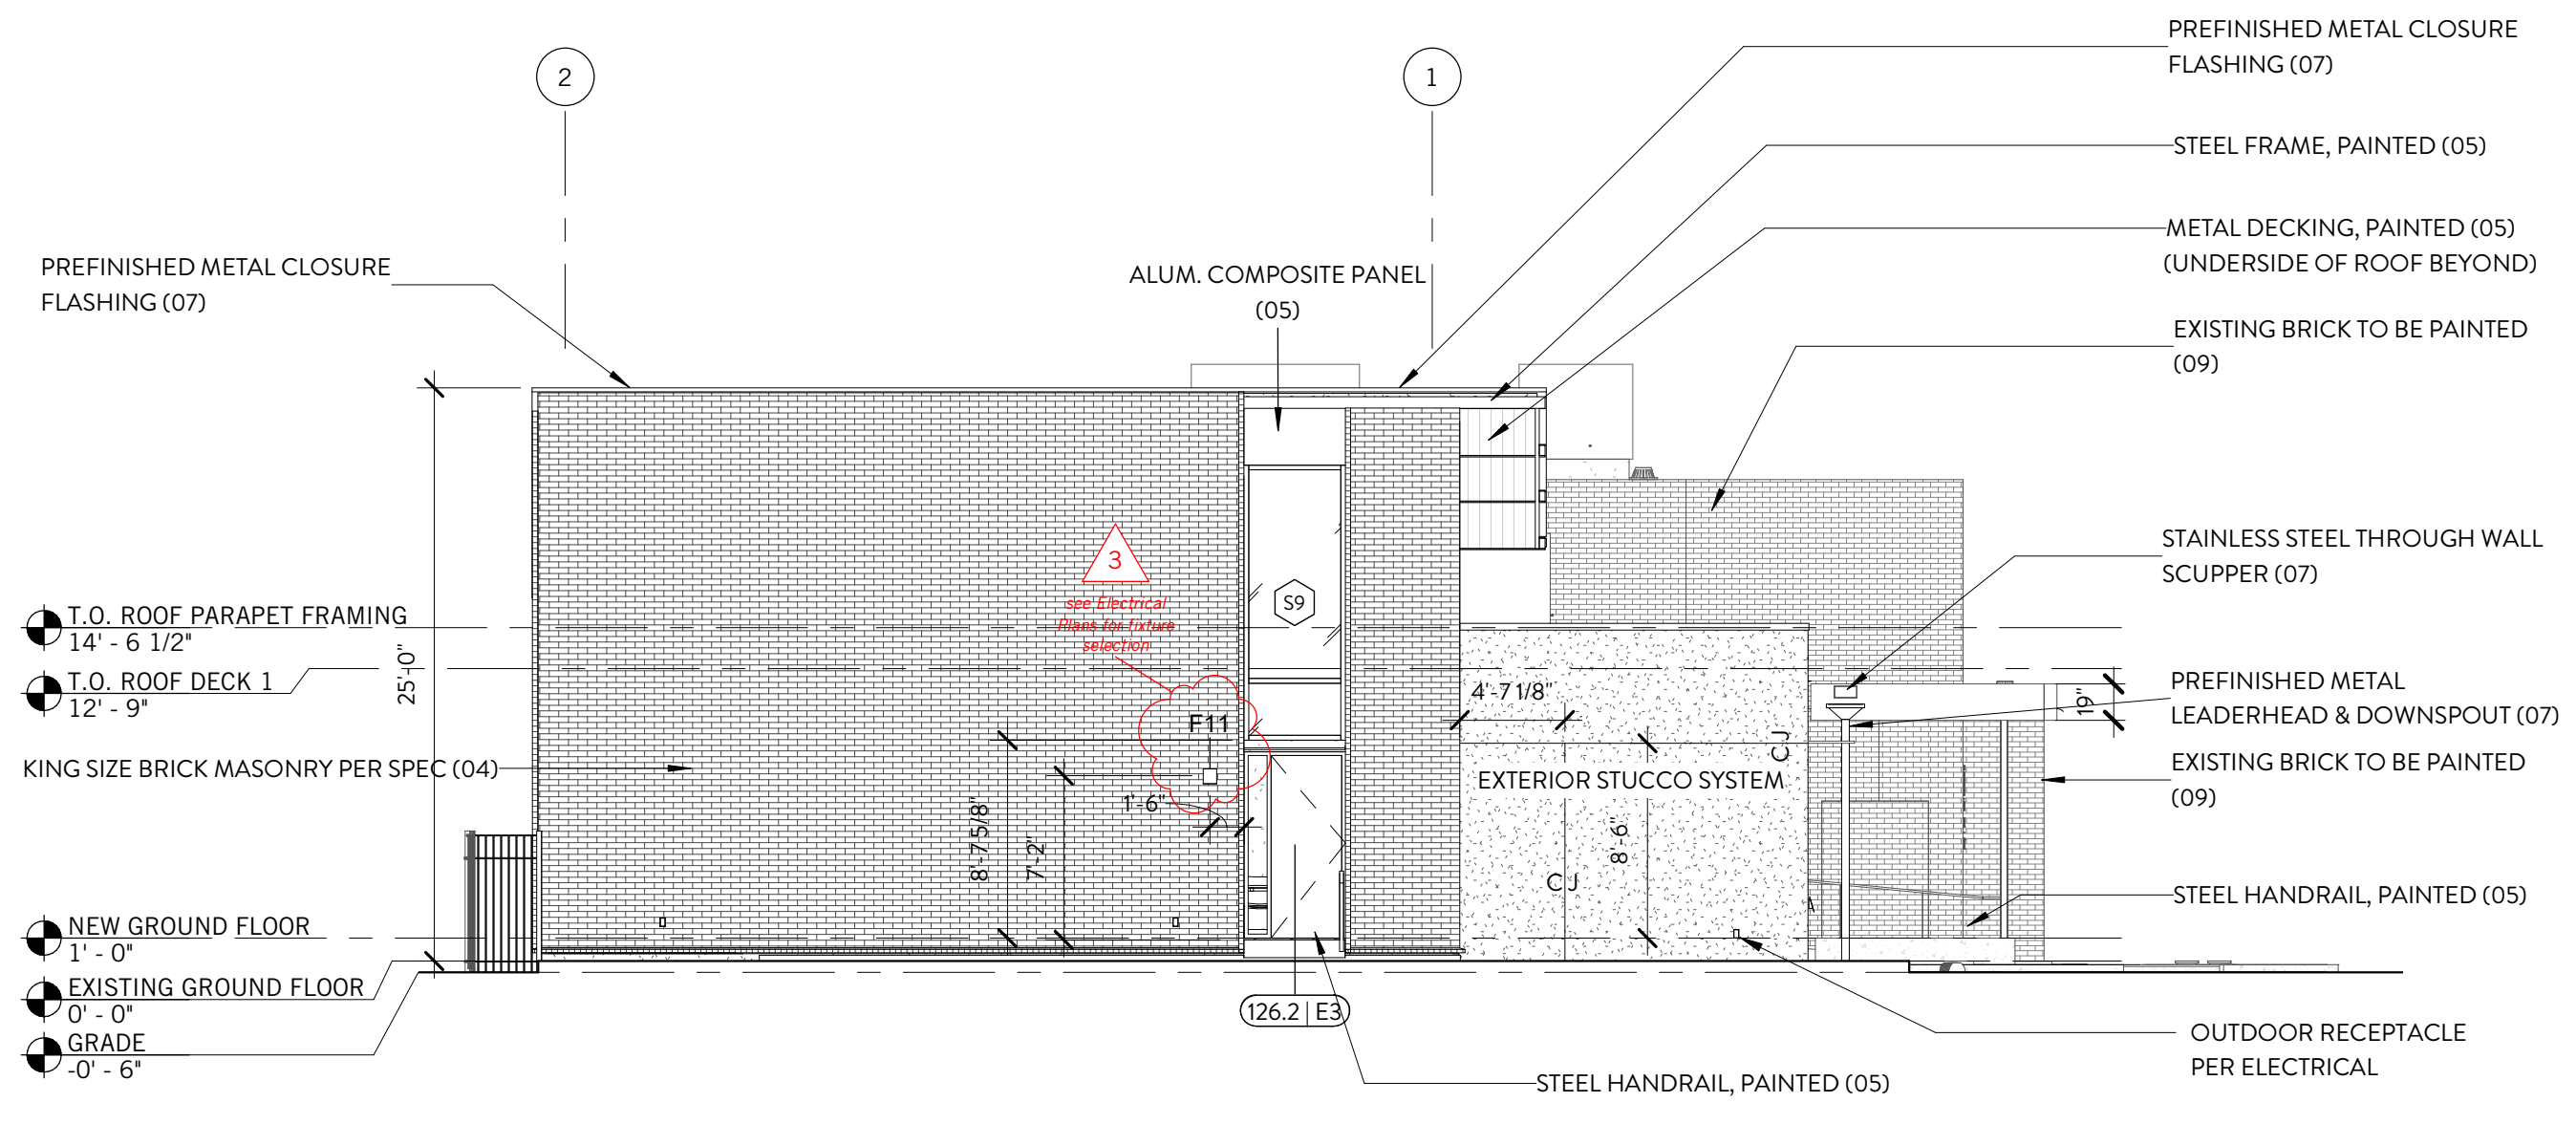 2
1
PREFINISHED METAL CLOSURE
FLASHING (07)
STEEL FRAME, PAINTED (05)
METAL DECKING, PAINTED (05)
(UNDERSIDE OF ROOF BEYOND)
PREFINISHED METAL CLOSURE
FLASHING (07)
ALUM. COMPOSITE PANEL
(05)
EXISTING BRICK TO BE PAINTED
(09)
STAINLESS STEEL THROUGH WALL
SCUPPER (07)
3
see Electrical
Plans for fixture
selection
S9
T.O. ROOF PARAPET FRAMING
14' - 6 1/2"
T.O. ROOF DECK 1
12' - 9"
25'-0"
4'-7 1/8"
19"
PREFINISHED METAL
LEADERHEAD & DOWNSPOUT (07)
F11
CJ
KING SIZE BRICK MASONRY PER SPEC (04)
EXTERIOR STUCCO SYSTEM
EXISTING BRICK TO BE PAINTED
(09)
1'-6"
8'-7 5/8"
7'-2"
8'-6"
CJ
STEEL HANDRAIL, PAINTED (05)
NEW GROUND FLOOR
1' - 0"
EXISTING GROUND FLOOR
0' - 0"
126.2 | E3
GRADE
-0' - 6"
OUTDOOR RECEPTACLE
PER ELECTRICAL
STEEL HANDRAIL, PAINTED (05)